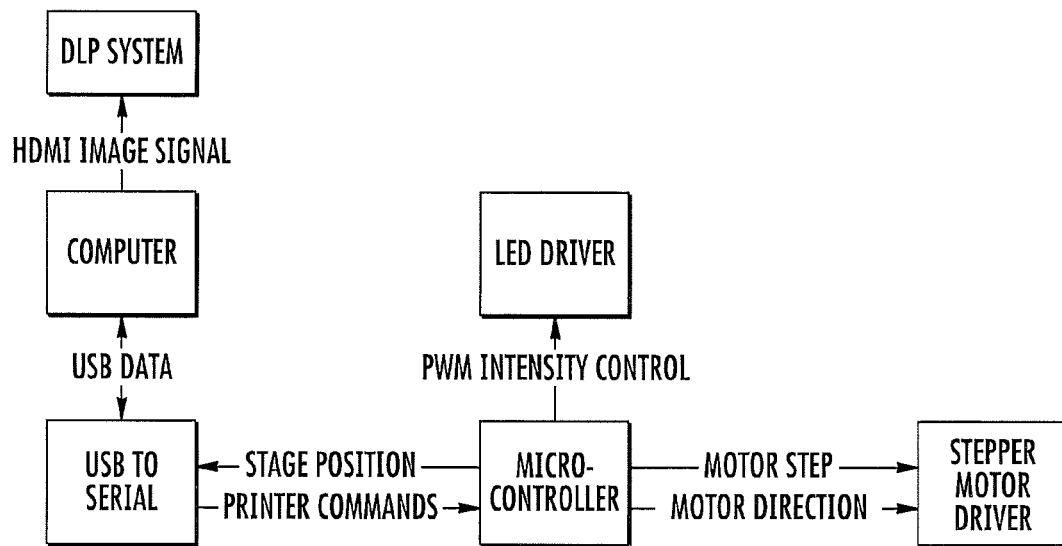 DLP SYSTEM
HDMI IMAGE SIGNAL
COMPUTER
LED DRIVER
USB DATA
PWM INTENSITY CONTROL
USB TO
SERIAL
STAGE POSITION
PRINTER COMMANDS
MICRO-
CONTROLLER
MOTOR STEP
MOTOR DIRECTION
STEPPER
MOTOR
DRIVER